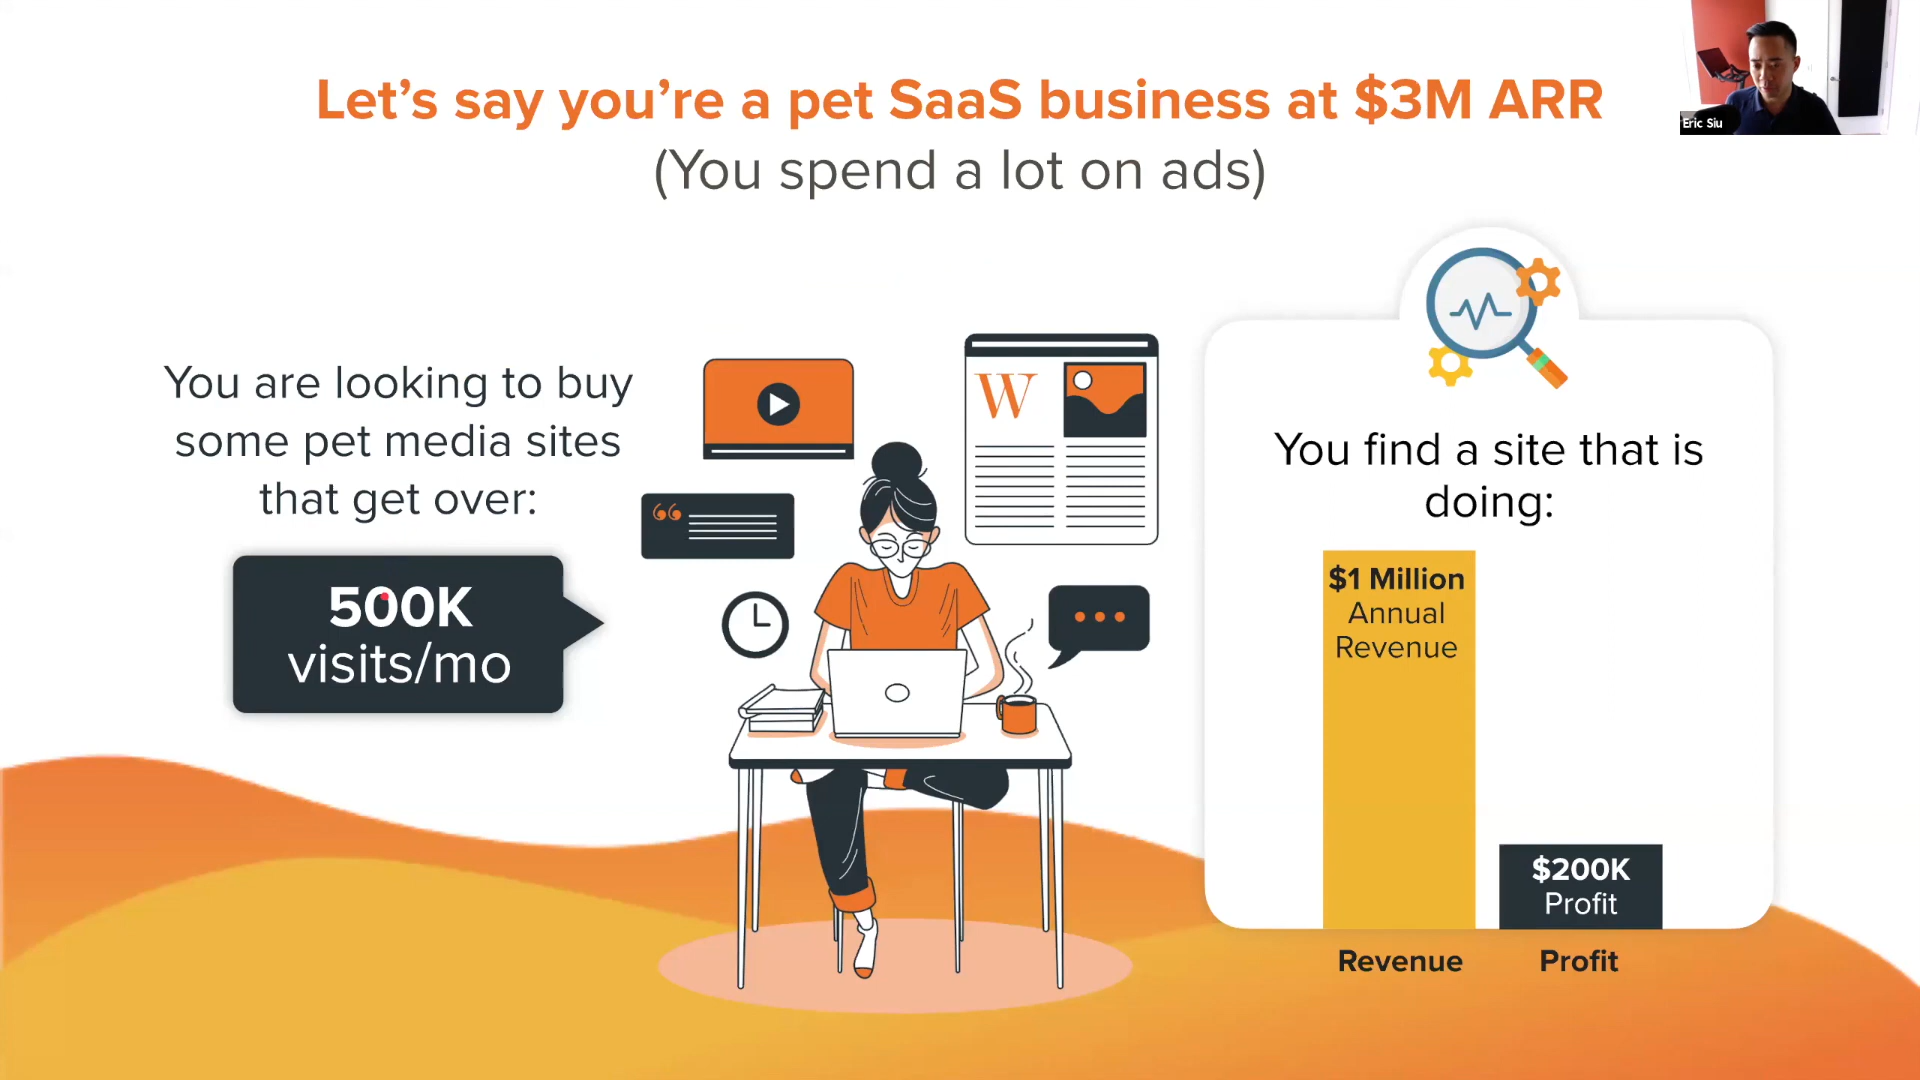 Let’s say you’re a pet SaaS business at $3M ARR
(You spend a lot on ads)
Eric Siu
You are looking to buy
some pet media sites
that get over:
500K
visits/mo
W
“
You find a site that is
doing:
$1 Million
Annual
Revenue
$200K
Profit
Revenue
Profit